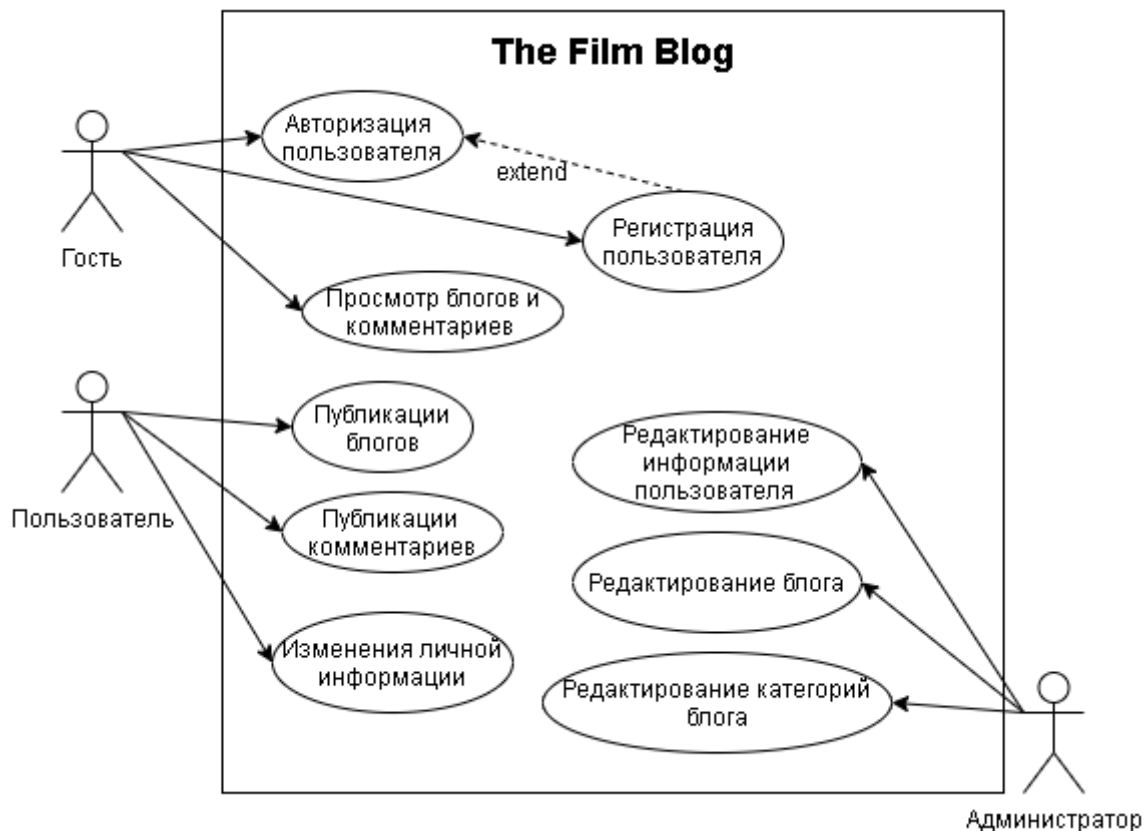 The Film Blog
Авторизация
пользователя
extend
Регистрация
пользователя
Гость
Просмотр блогов и
комментариев
Публикации
блогов
Редактирование
информации
пользователя
Пользователь
Публикации
комментариев
Редактирование блога
Изменения личной
информации
Редактирование категорий
блога
Администратор